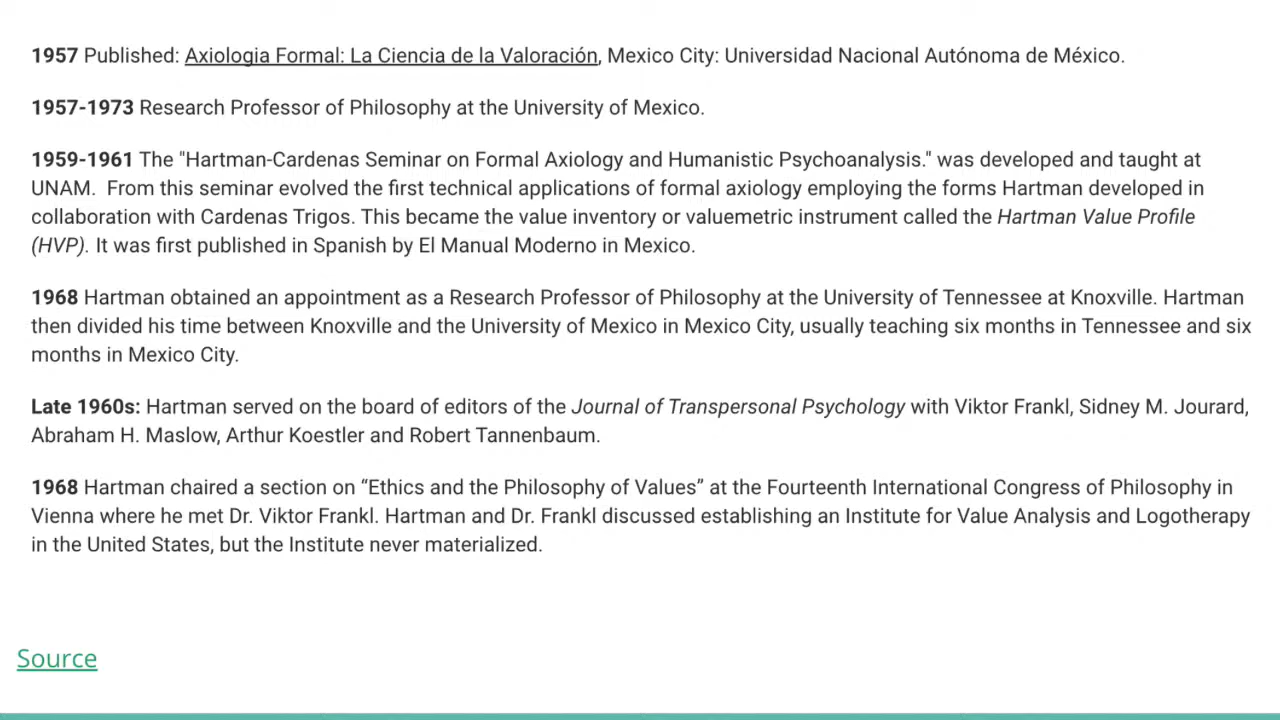 1957 Published: Axiologia Formal: La Ciencia de la Valoración, Mexico City: Universidad Nacional Autónoma de México.
1957-1973 Research Professor of Philosophy at the University of Mexico.
1959-1961 The "Hartman-Cardenas Seminar on Formal Axiology and Humanistic Psychoanalysis." was developed and taught at
UNAM.  From this seminar evolved the first technical applications of formal axiology employing the forms Hartman developed in
collaboration with Cardenas Trigos. This became the value inventory or valuemetric instrument called the Hartman Value Profile
(HVP). It was first published in Spanish by El Manual Moderno in Mexico.
1968 Hartman obtained an appointment as a Research Professor of Philosophy at the University of Tennessee at Knoxville. Hartman
then divided his time between Knoxville and the University of Mexico in Mexico City, usually teaching six months in Tennessee and six
months in Mexico City.
Late 1960s: Hartman served on the board of editors of the Journal of Transpersonal Psychology with Viktor Frankl, Sidney M. Jourard,
Abraham H. Maslow, Arthur Koestler and Robert Tannenbaum.
1968 Hartman chaired a section on “Ethics and the Philosophy of Values” at the Fourteenth International Congress of Philosophy in
Vienna where he met Dr. Viktor Frankl. Hartman and Dr. Frankl discussed establishing an Institute for Value Analysis and Logotherapy
in the United States, but the Institute never materialized.
Source